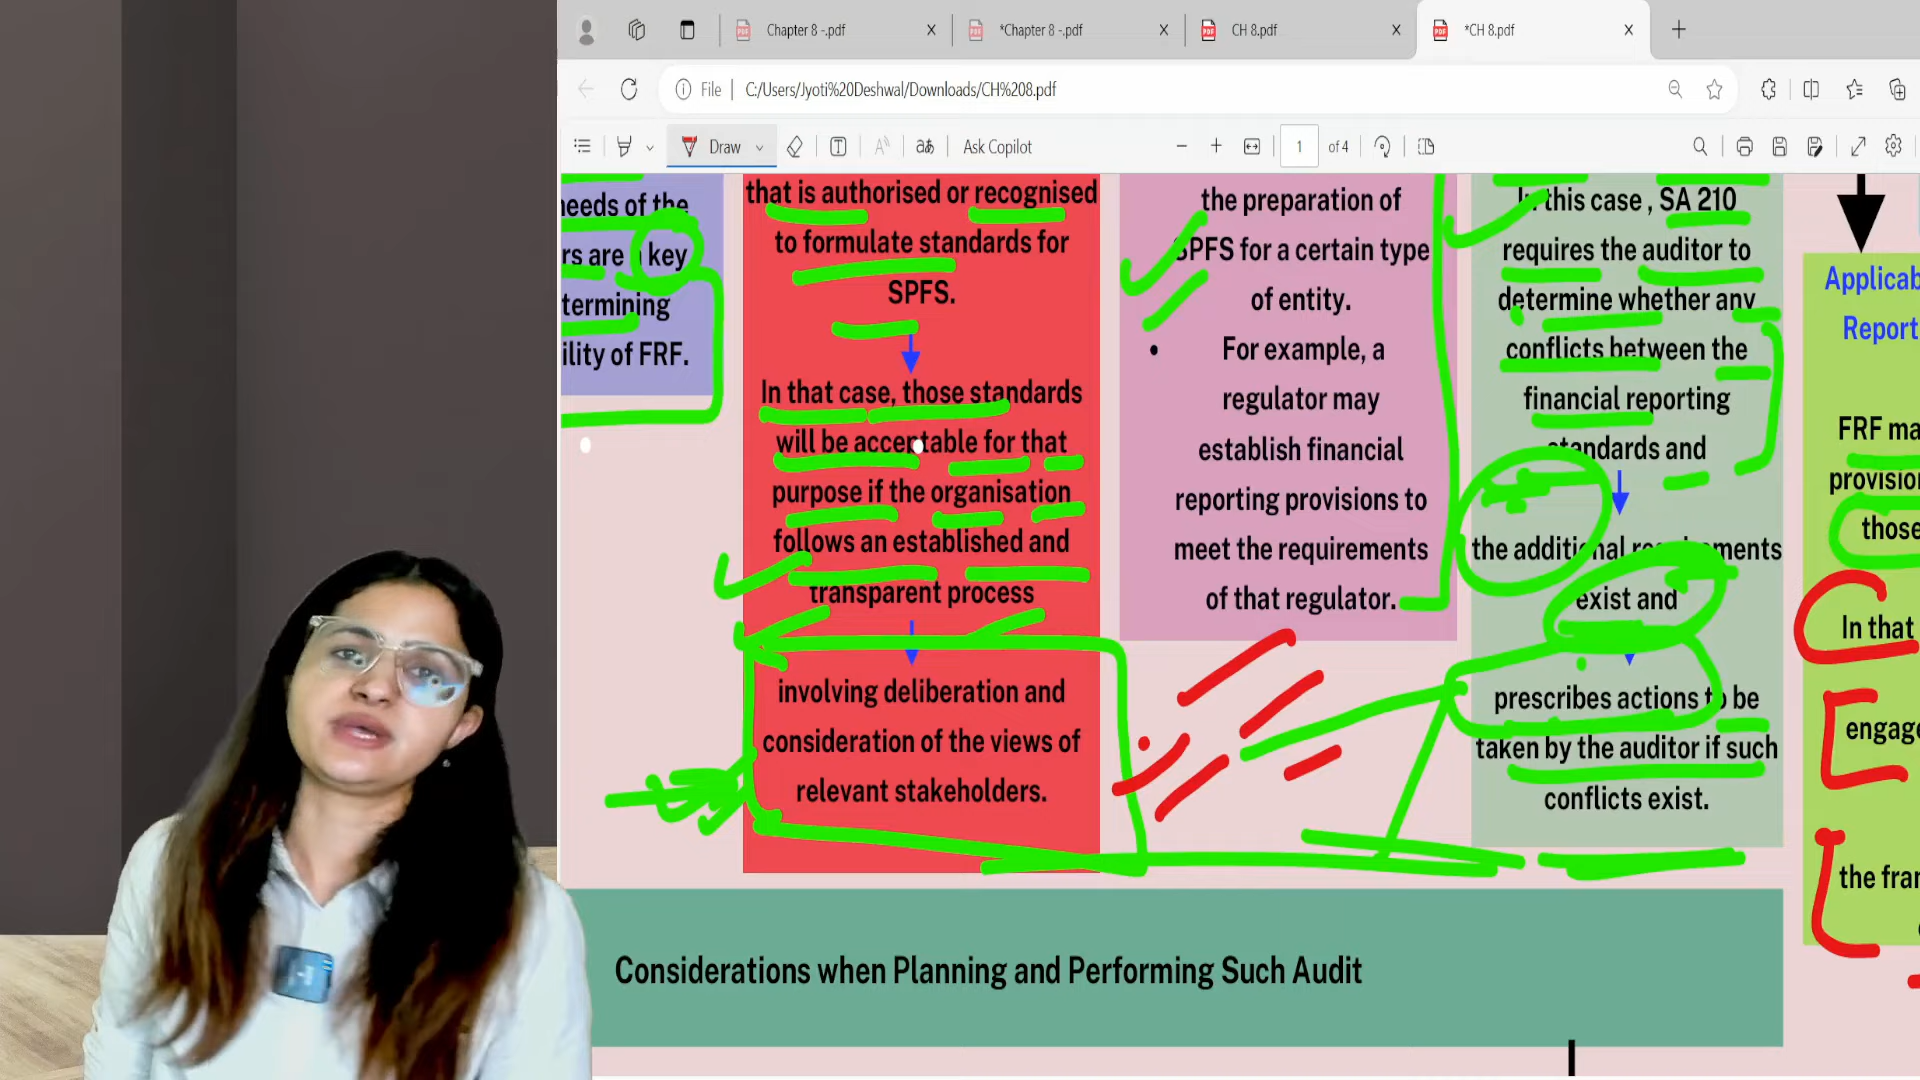 Chapter 8 -.pdf
*Chapter 8 -.pdf
CH 8.pdf
*CH 8.pdf
File
C:/Users/Jyoti%20Deshwal/Downloads/CH%208.pdf
Draw
Ask Copilot
1
of 4
needs of the
rs are a key
termining
ility of FRF.
that is authorised or recognised
to formulate standards for
SPFS.
In that case, those standards
will be acceptable for that
purpose if the organisation
follows an established and
transparent process
involving deliberation and
consideration of the views of
relevant stakeholders.
the preparation of
SPFS for a certain type
of entity.
• For example, a
regulator may
establish financial
reporting provisions to
meet the requirements
of that regulator.
In this case , SA 210
requires the auditor to
determine whether any
conflicts between the
financial reporting
standards and
the additional requirements
exist and
prescribes actions to be
taken by the auditor if such
conflicts exist.
Applicab
Report
FRF ma
provision
those
In that
engage
the fran
Considerations when Planning and Performing Such Audit